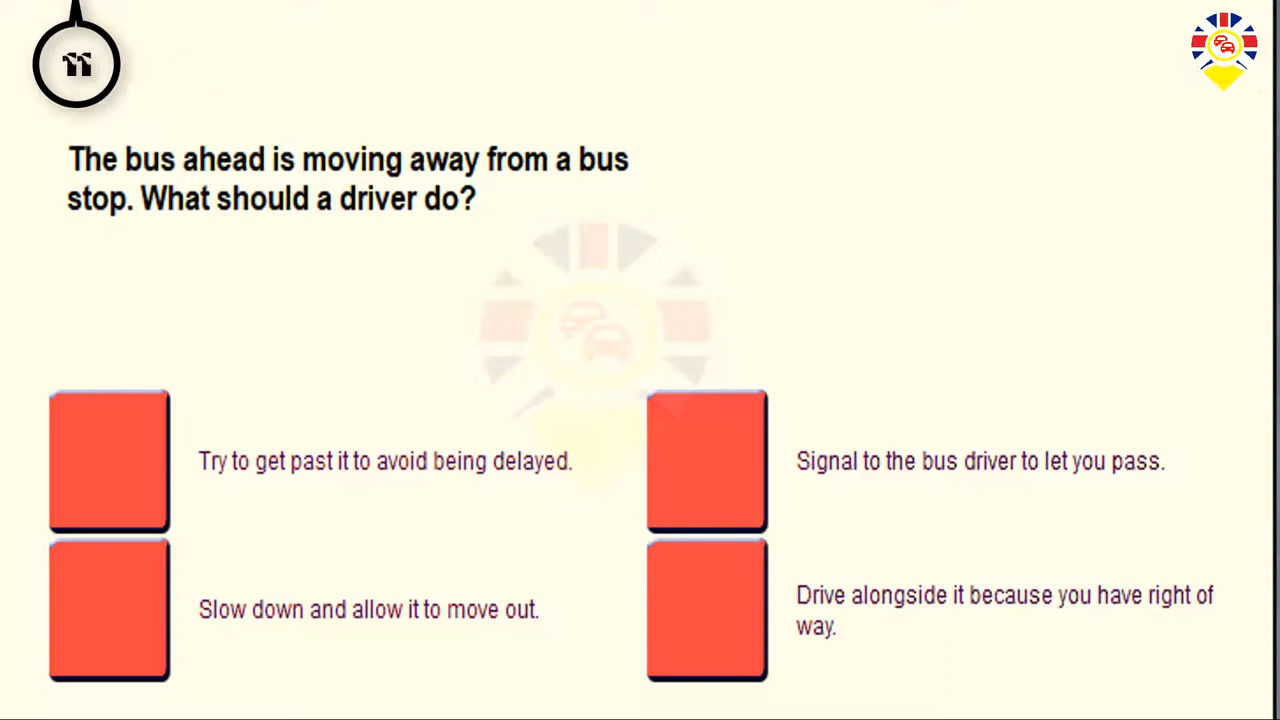 11
The bus ahead is moving away from a bus
stop. What should a driver do?
Try to get past it to avoid being delayed.
Signal to the bus driver to let you pass.
Slow down and allow it to move out.
Drive alongside it because you have right of
way.